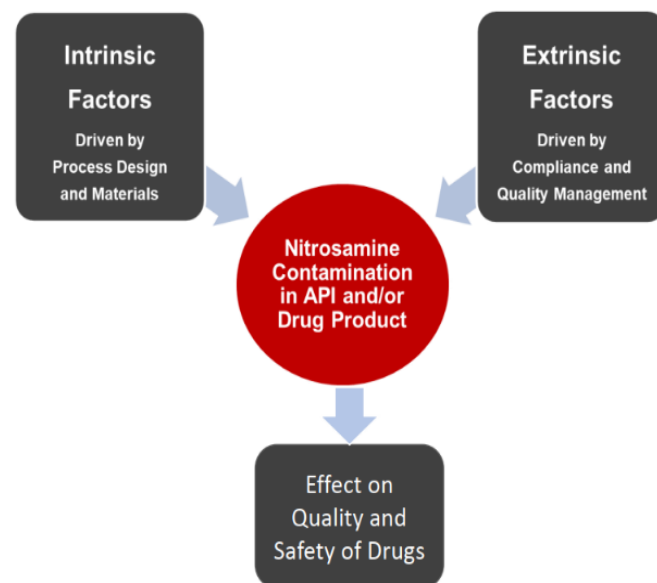 Intrinsic
Factors
Driven by
Process Design
and Materials
Extrinsic
Factors
Driven by
Compliance and
Quality Management
Nitrosamine
Contamination
in API and/or
Drug Product
Effect on
Quality and
Safety of Drugs